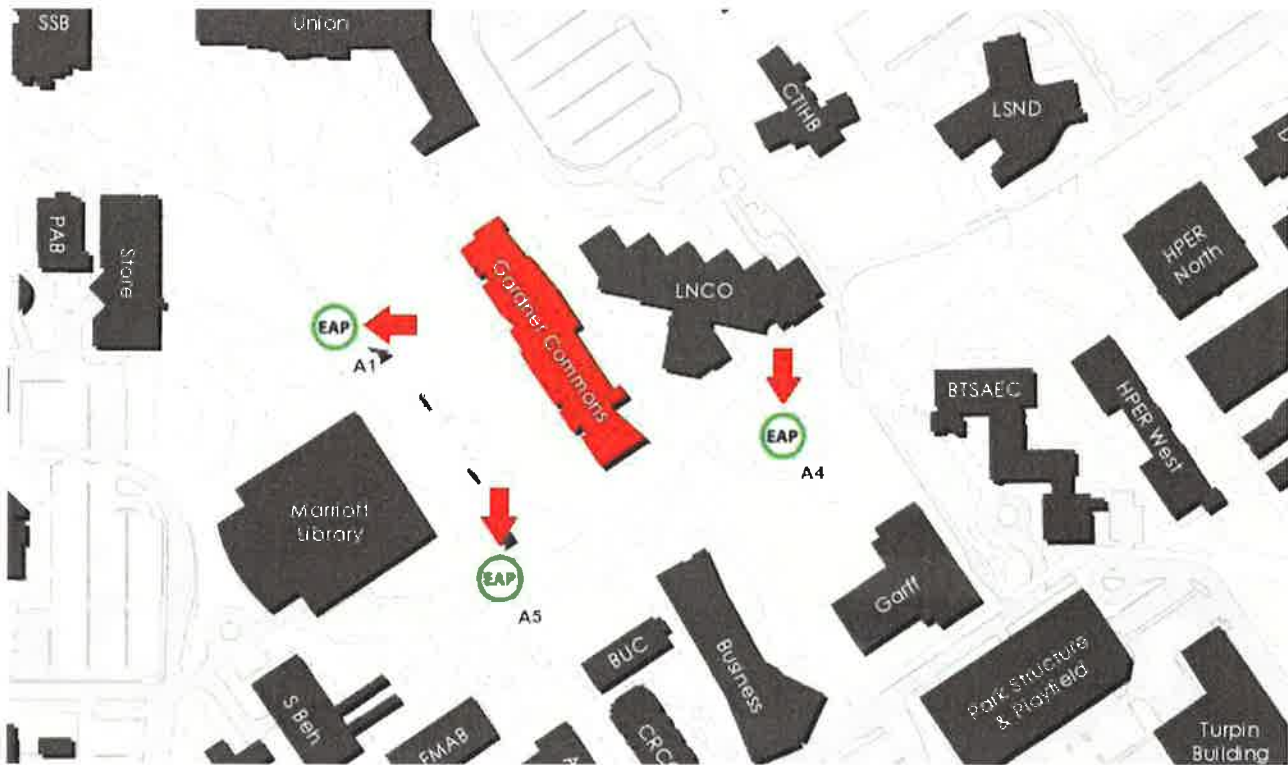 SSB
Union
CTIHB
LSND
PAB
Store
HPER
North
Gardner Commons
LNCO
EAP
A1
BTSAEC
HPER West
EAP
A4
Marriott
Library
EAP
A5
Garff
BUC
Business
Park Structure
& Playfield
S Beh
FMAB
CRC
Turpin
Building